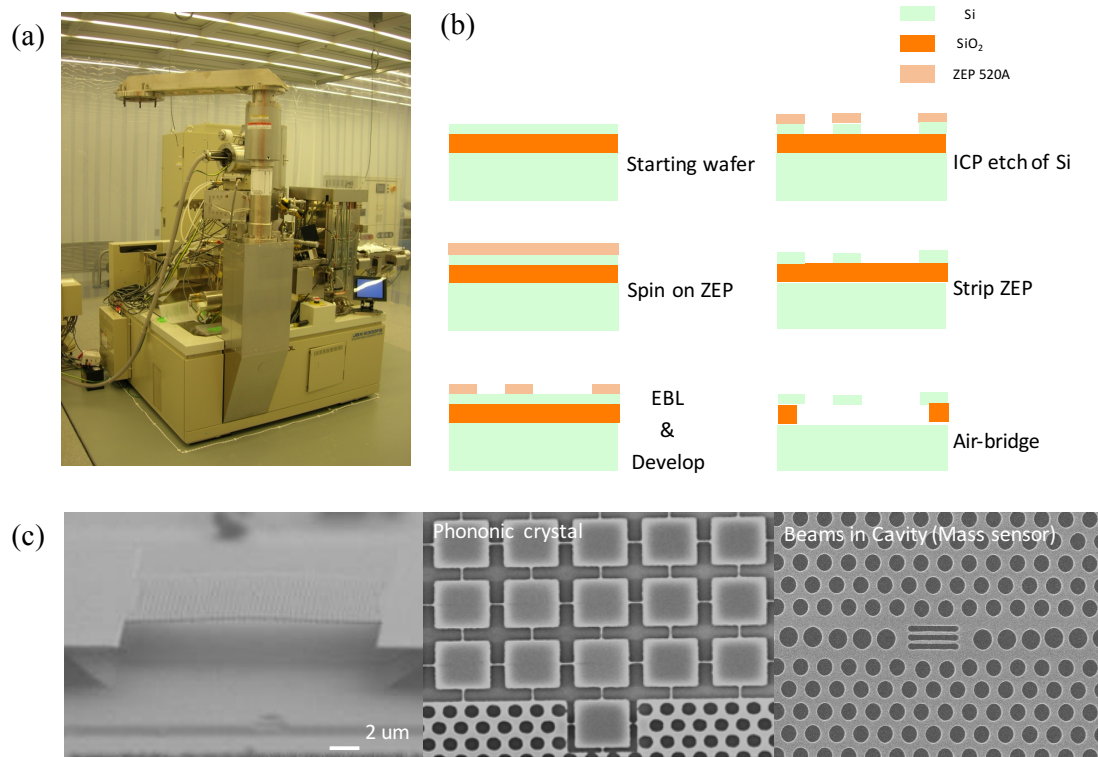 (a)
(b)
Si
SiO₂
ZEP 520A
Starting wafer
ICP etch of Si
Spin on ZEP
Strip ZEP
EBL
&
Develop
Air-bridge
(c)
Phononic crystal
Beams in Cavity (Mass sensor)
2 um